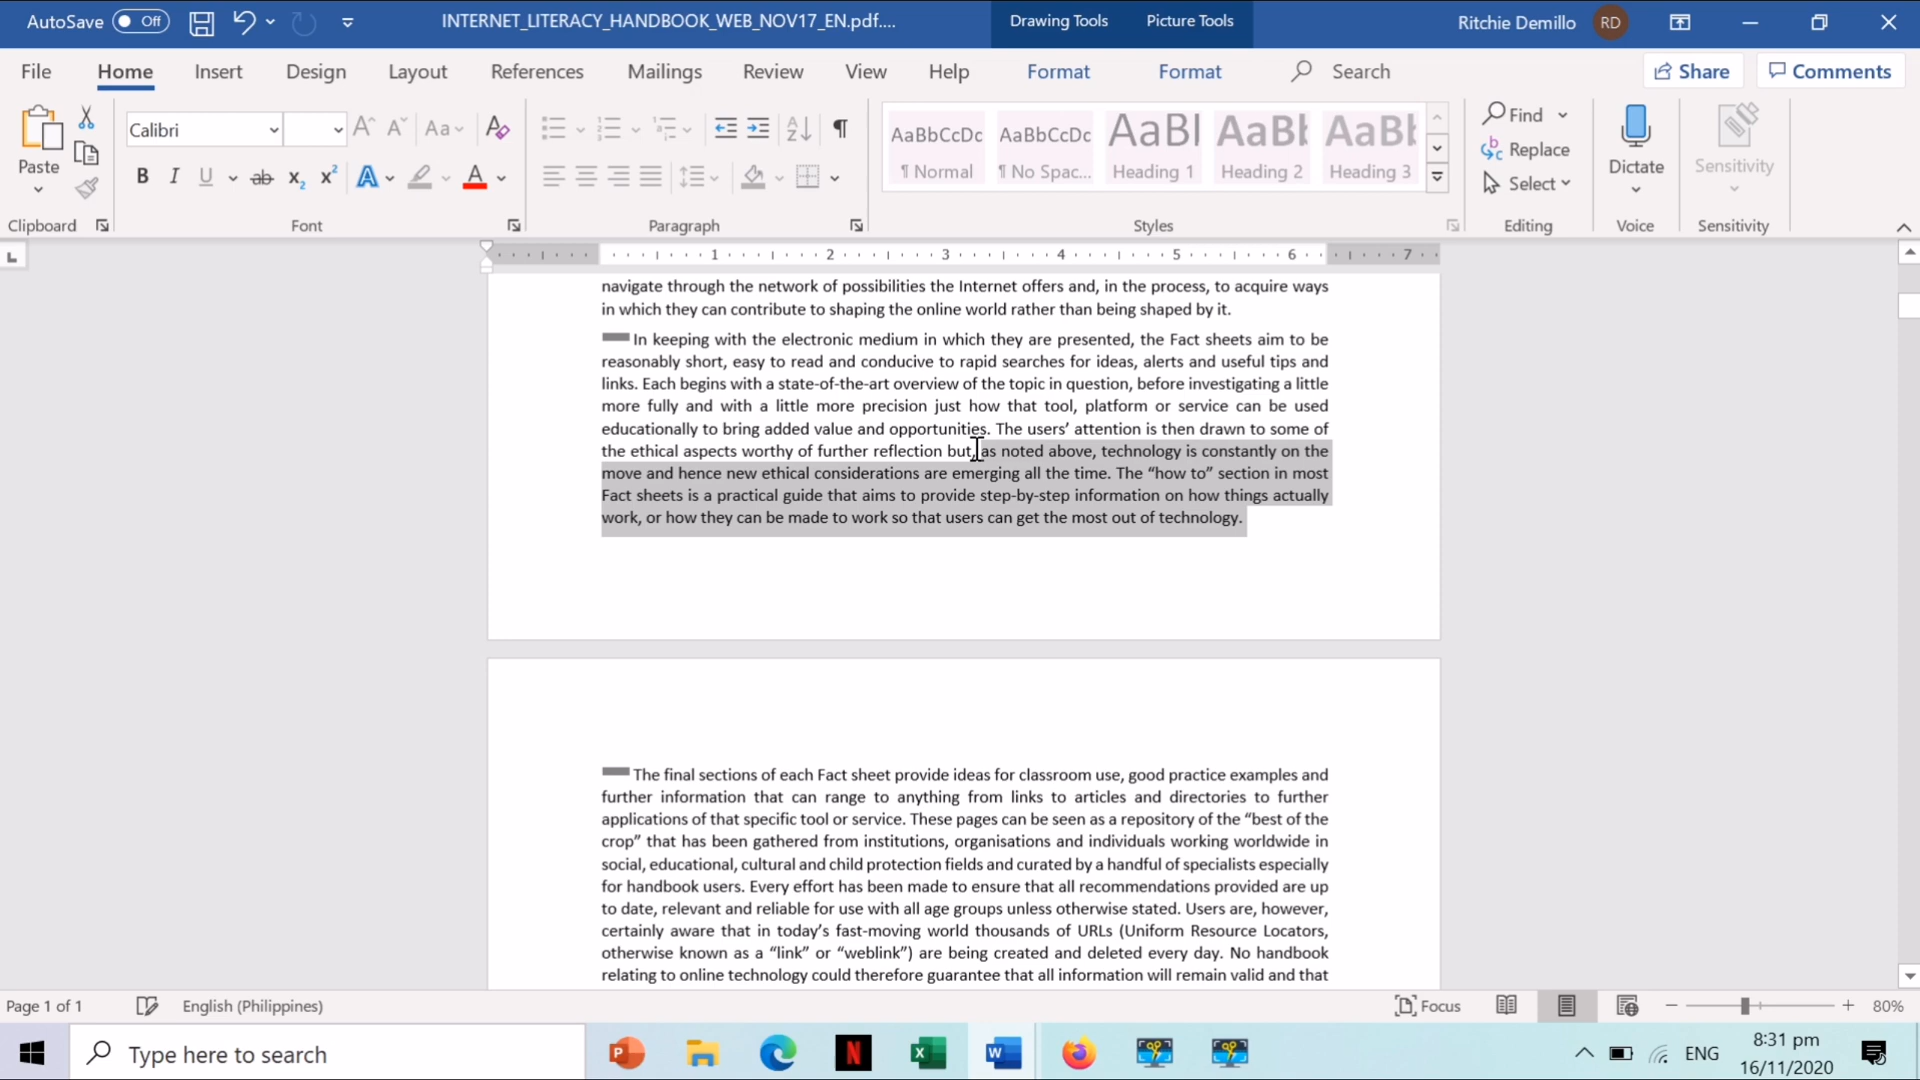 AutoSave Off INTERNET_LITERACY_HANDBOOK_WEB_NOV17_EN.pdf.... Drawing Tools Picture Tools Ritchie Demillo RD
File Home Insert Design Layout References Mailings Review View Help Format Format Search Share Comments
Calibri Aa A
Paste
B I U ab x₂ x² A A
AaBbCcDc AaBbCcDc AaBl AaBb AaBb
¶ Normal ¶ No Spac... Heading 1 Heading 2 Heading 3
Find
Replace
Select
Dictate
Sensitivity
Clipboard Font Paragraph Styles Editing Voice Sensitivity
1 2 3 4 5 6 7
navigate through the network of possibilities the Internet offers and, in the process, to acquire ways
in which they can contribute to shaping the online world rather than being shaped by it.
In keeping with the electronic medium in which they are presented, the Fact sheets aim to be
reasonably short, easy to read and conducive to rapid searches for ideas, alerts and useful tips and
links. Each begins with a state-of-the-art overview of the topic in question, before investigating a little
more fully and with a little more precision just how that tool, platform or service can be used
educationally to bring added value and opportunities. The users’ attention is then drawn to some of
the ethical aspects worthy of further reflection but, as noted above, technology is constantly on the
move and hence new ethical considerations are emerging all the time. The “how to” section in most
Fact sheets is a practical guide that aims to provide step-by-step information on how things actually
work, or how they can be made to work so that users can get the most out of technology.
The final sections of each Fact sheet provide ideas for classroom use, good practice examples and
further information that can range to anything from links to articles and directories to further
applications of that specific tool or service. These pages can be seen as a repository of the “best of the
crop” that has been gathered from institutions, organisations and individuals working worldwide in
social, educational, cultural and child protection fields and curated by a handful of specialists especially
for handbook users. Every effort has been made to ensure that all recommendations provided are up
to date, relevant and reliable for use with all age groups unless otherwise stated. Users are, however,
certainly aware that in today’s fast-moving world thousands of URLs (Uniform Resource Locators,
otherwise known as a “link” or “weblink”) are being created and deleted every day. No handbook
relating to online technology could therefore guarantee that all information will remain valid and that
Page 1 of 1 English (Philippines) Focus 80%
Type here to search ENG 8:31 pm
16/11/2020